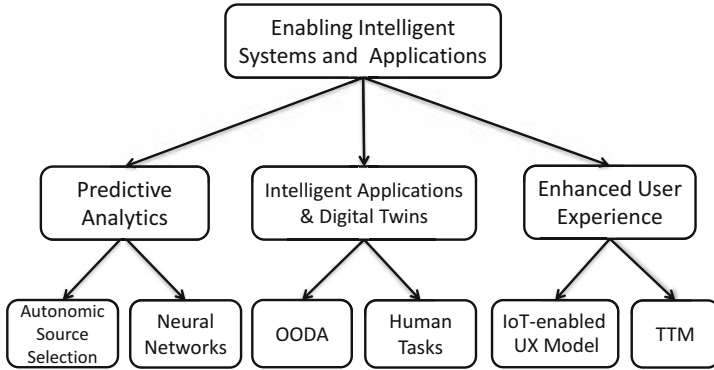 Enabling Intelligent
Systems and Applications
Predictive
Analytics
Intelligent Applications
& Digital Twins
Enhanced User
Experience
Autonomic
Source
Selection
Neural
Networks
OODA
Human
Tasks
IoT-enabled
UX Model
TTM